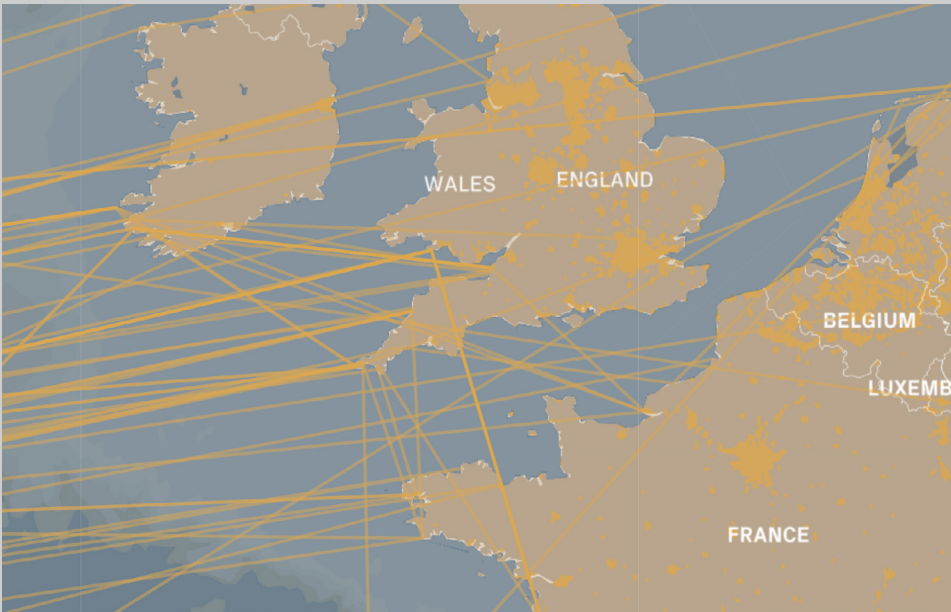 WALES
ENGLAND
BELGIUM
LUXEMB
FRANCE